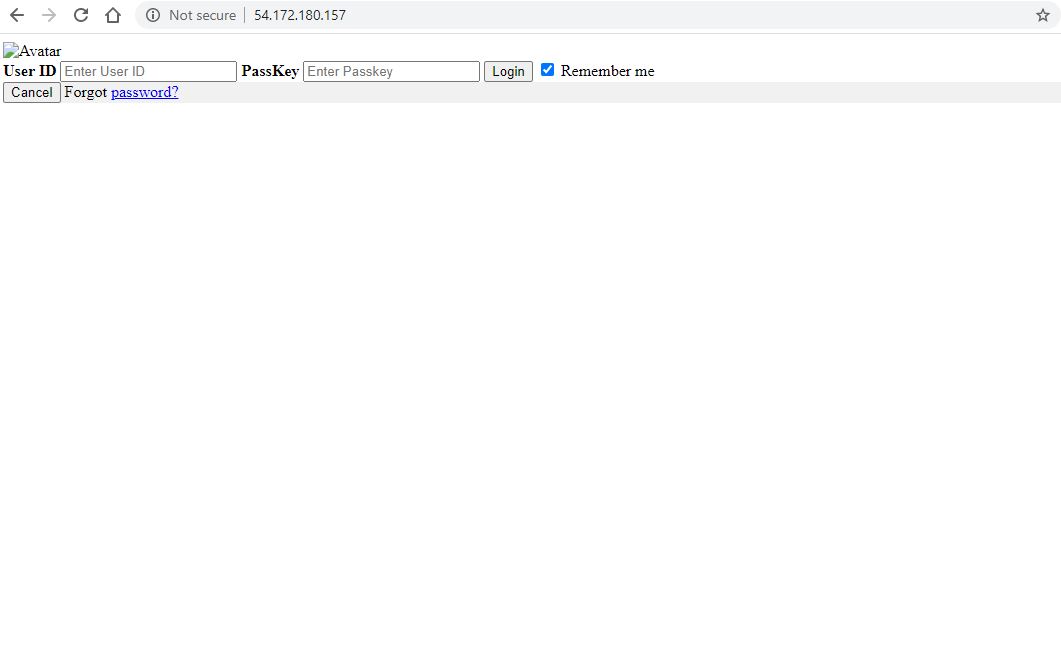 Not secure 54.172.180.157
Avatar
User ID Enter User ID PassKey Enter Passkey Login Remember me
Cancel Forgot password?